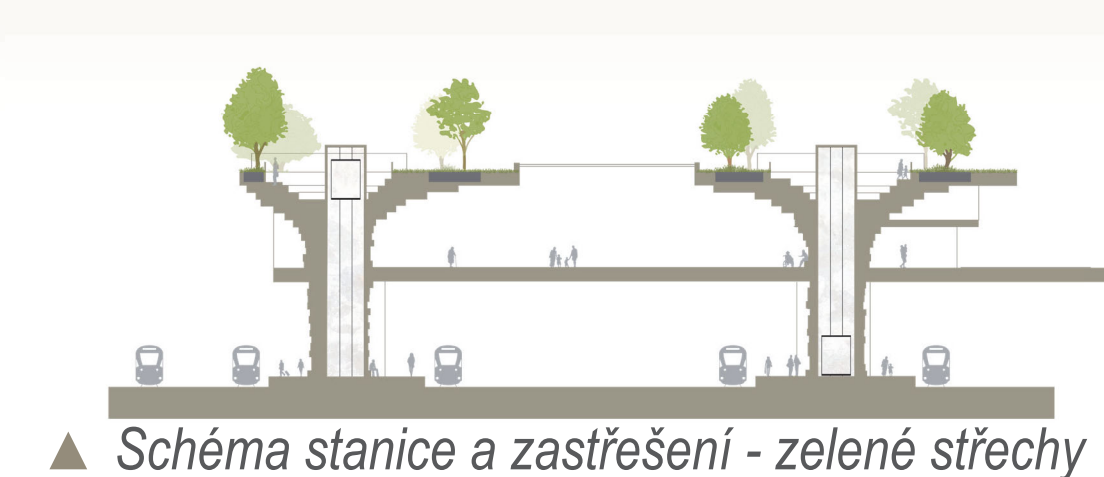 ▲ Schéma stanice a zastřešení - zelené střechy